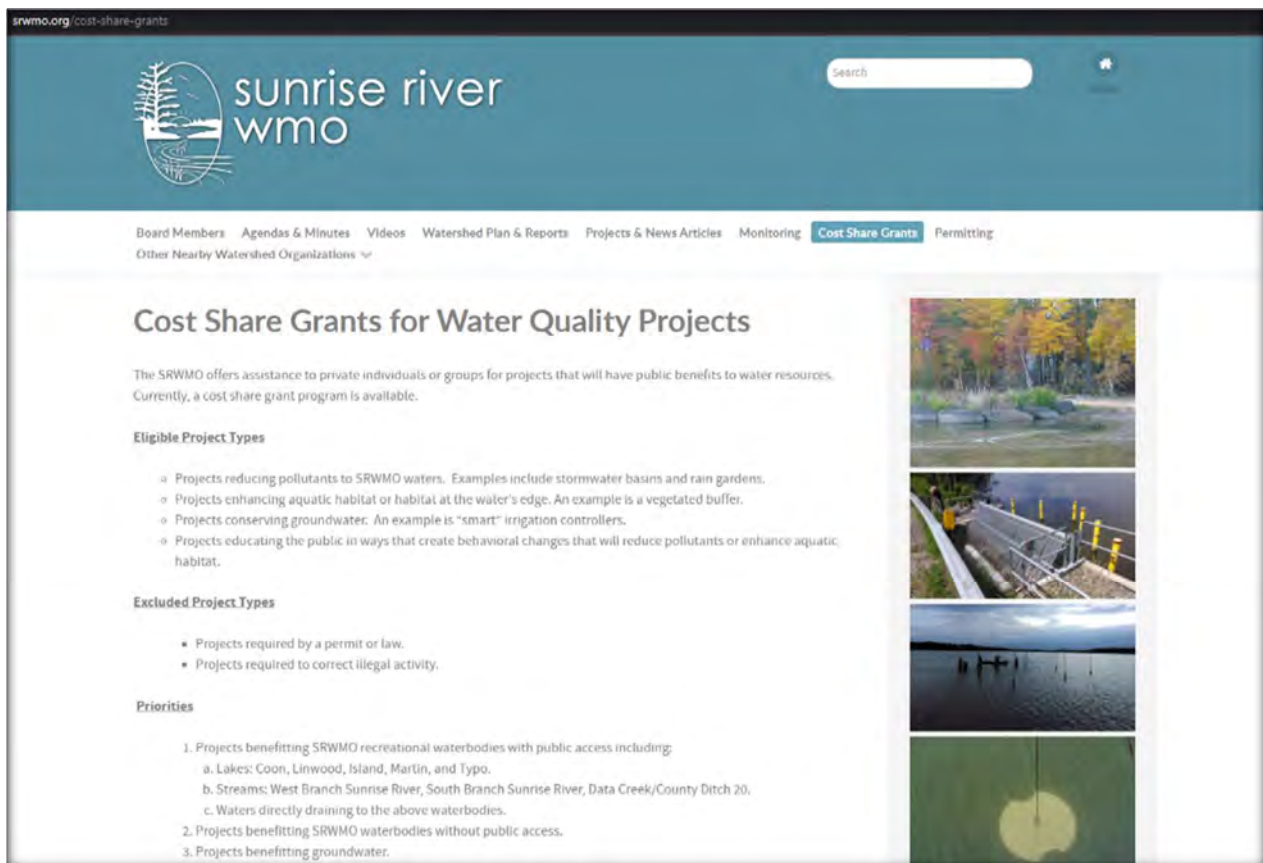 srwmo.org/cost-share-grants
sunrise river
wmo
Search
Board Members Agendas & Minutes Videos Watershed Plan & Reports Projects & News Articles Monitoring Cost Share Grants Permitting
Other Nearby Watershed Organizations
Cost Share Grants for Water Quality Projects
The SRWMO offers assistance to private individuals or groups for projects that will have public benefits to water resources.
Currently, a cost share grant program is available.
Eligible Project Types
Projects reducing pollutants to SRWMO waters. Examples include stormwater basins and rain gardens.
Projects enhancing aquatic habitat or habitat at the water's edge. An example is a vegetated buffer.
Projects conserving groundwater. An example is "smart" irrigation controllers.
Projects educating the public in ways that create behavioral changes that will reduce pollutants or enhance aquatic
habitat.
Excluded Project Types
Projects required by a permit or law.
Projects required to correct illegal activity.
Priorities
1. Projects benefitting SRWMO recreational waterbodies with public access including:
a. Lakes: Coon, Linwood, Island, Martin, and Typo.
b. Streams: West Branch Sunrise River, South Branch Sunrise River, Data Creek/County Ditch 20.
c. Waters directly draining to the above waterbodies.
2. Projects benefitting SRWMO waterbodies without public access.
3. Projects benefitting groundwater.